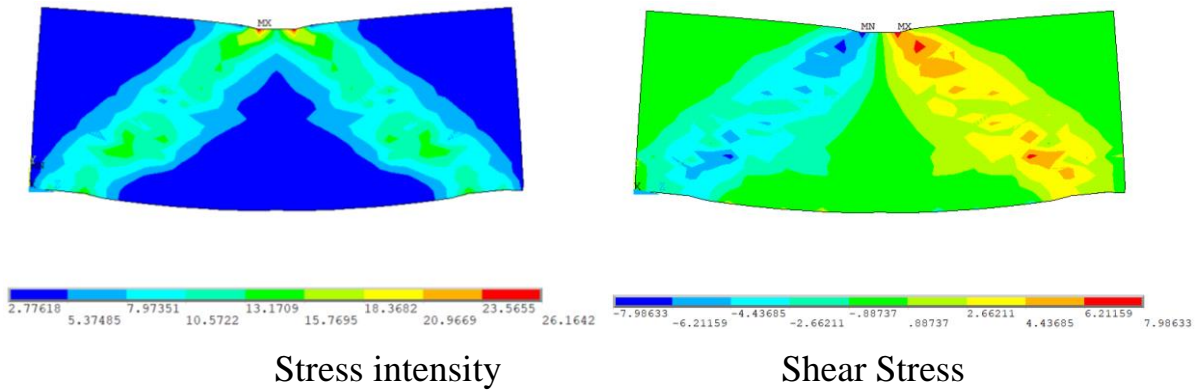 MX
MN MX
2.77618 7.97351 13.1709 18.3682 23.5655
5.37485 10.5722 15.7695 20.9669 26.1642
-7.98633 -4.43685 -.88737 2.66211 6.21159
-6.21159 -2.66211 .88737 4.43685 7.98633
Stress intensity
Shear Stress